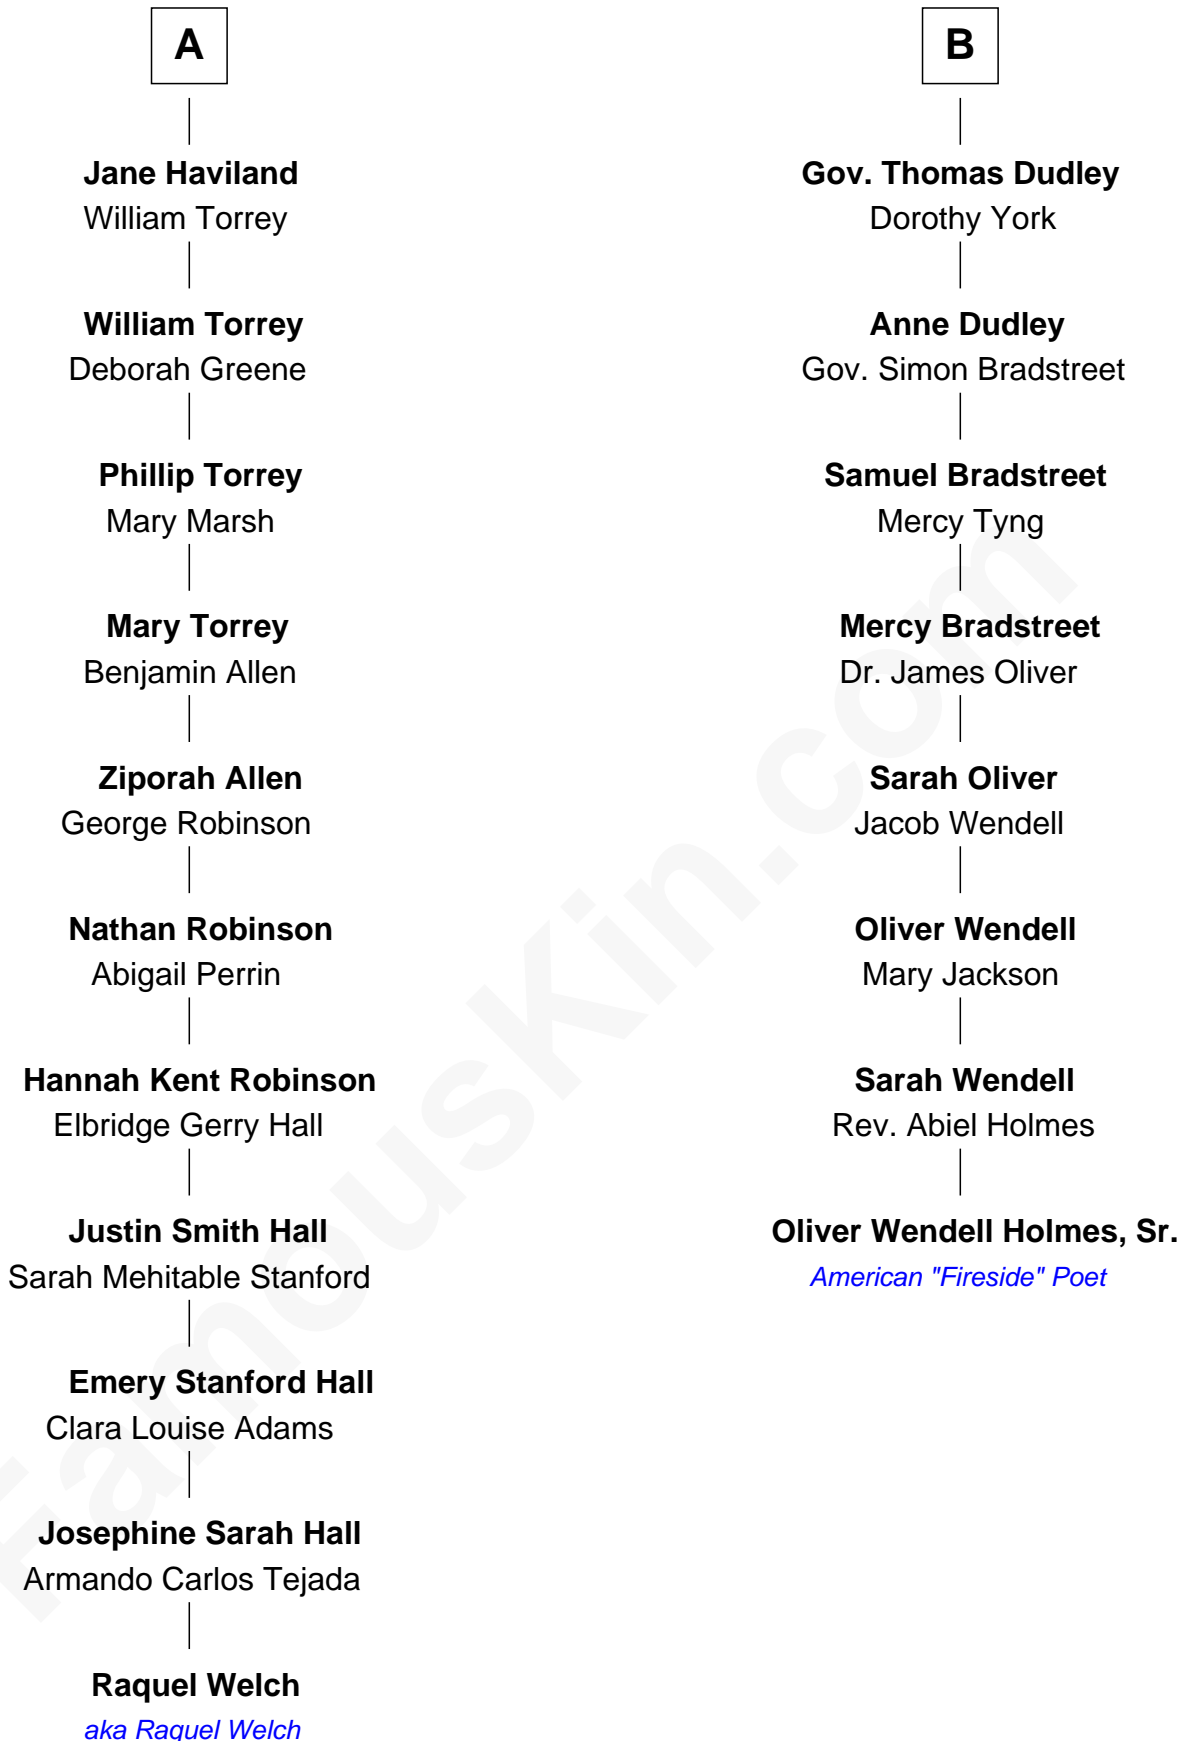 A
Jane Haviland
William Torrey
William Torrey
Deborah Greene
Phillip Torrey
Mary Marsh
Mary Torrey
Benjamin Allen
Ziporah Allen
George Robinson
Nathan Robinson
Abigail Perrin
Hannah Kent Robinson
Elbridge Gerry Hall
Justin Smith Hall
Sarah Mehitable Stanford
Emery Stanford Hall
Clara Louise Adams
Josephine Sarah Hall
Armando Carlos Tejada
Raquel Welch
aka Raquel Welch
B
Gov. Thomas Dudley
Dorothy York
Anne Dudley
Gov. Simon Bradstreet
Samuel Bradstreet
Mercy Tyng
Mercy Bradstreet
Dr. James Oliver
Sarah Oliver
Jacob Wendell
Oliver Wendell
Mary Jackson
Sarah Wendell
Rev. Abiel Holmes
Oliver Wendell Holmes, Sr.
American "Fireside" Poet
FamousKin.com